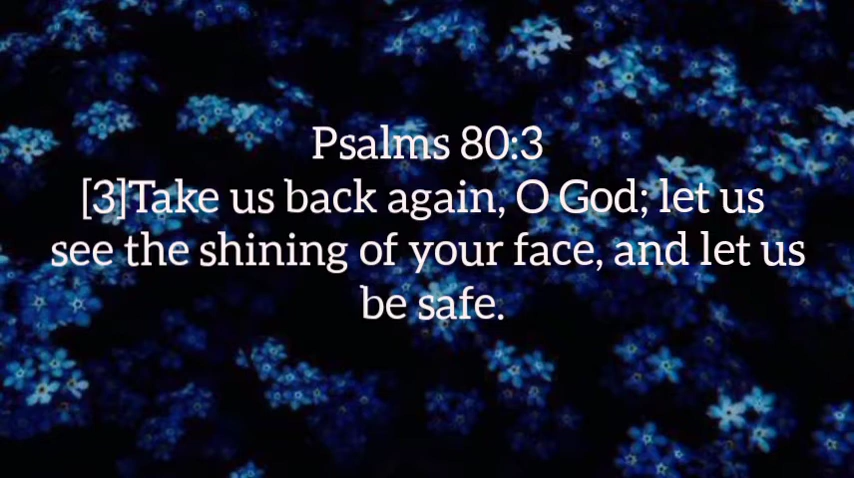 Psalms 80:3
[3]Take us back again, O God; let us
see the shining of your face, and let us
be safe.